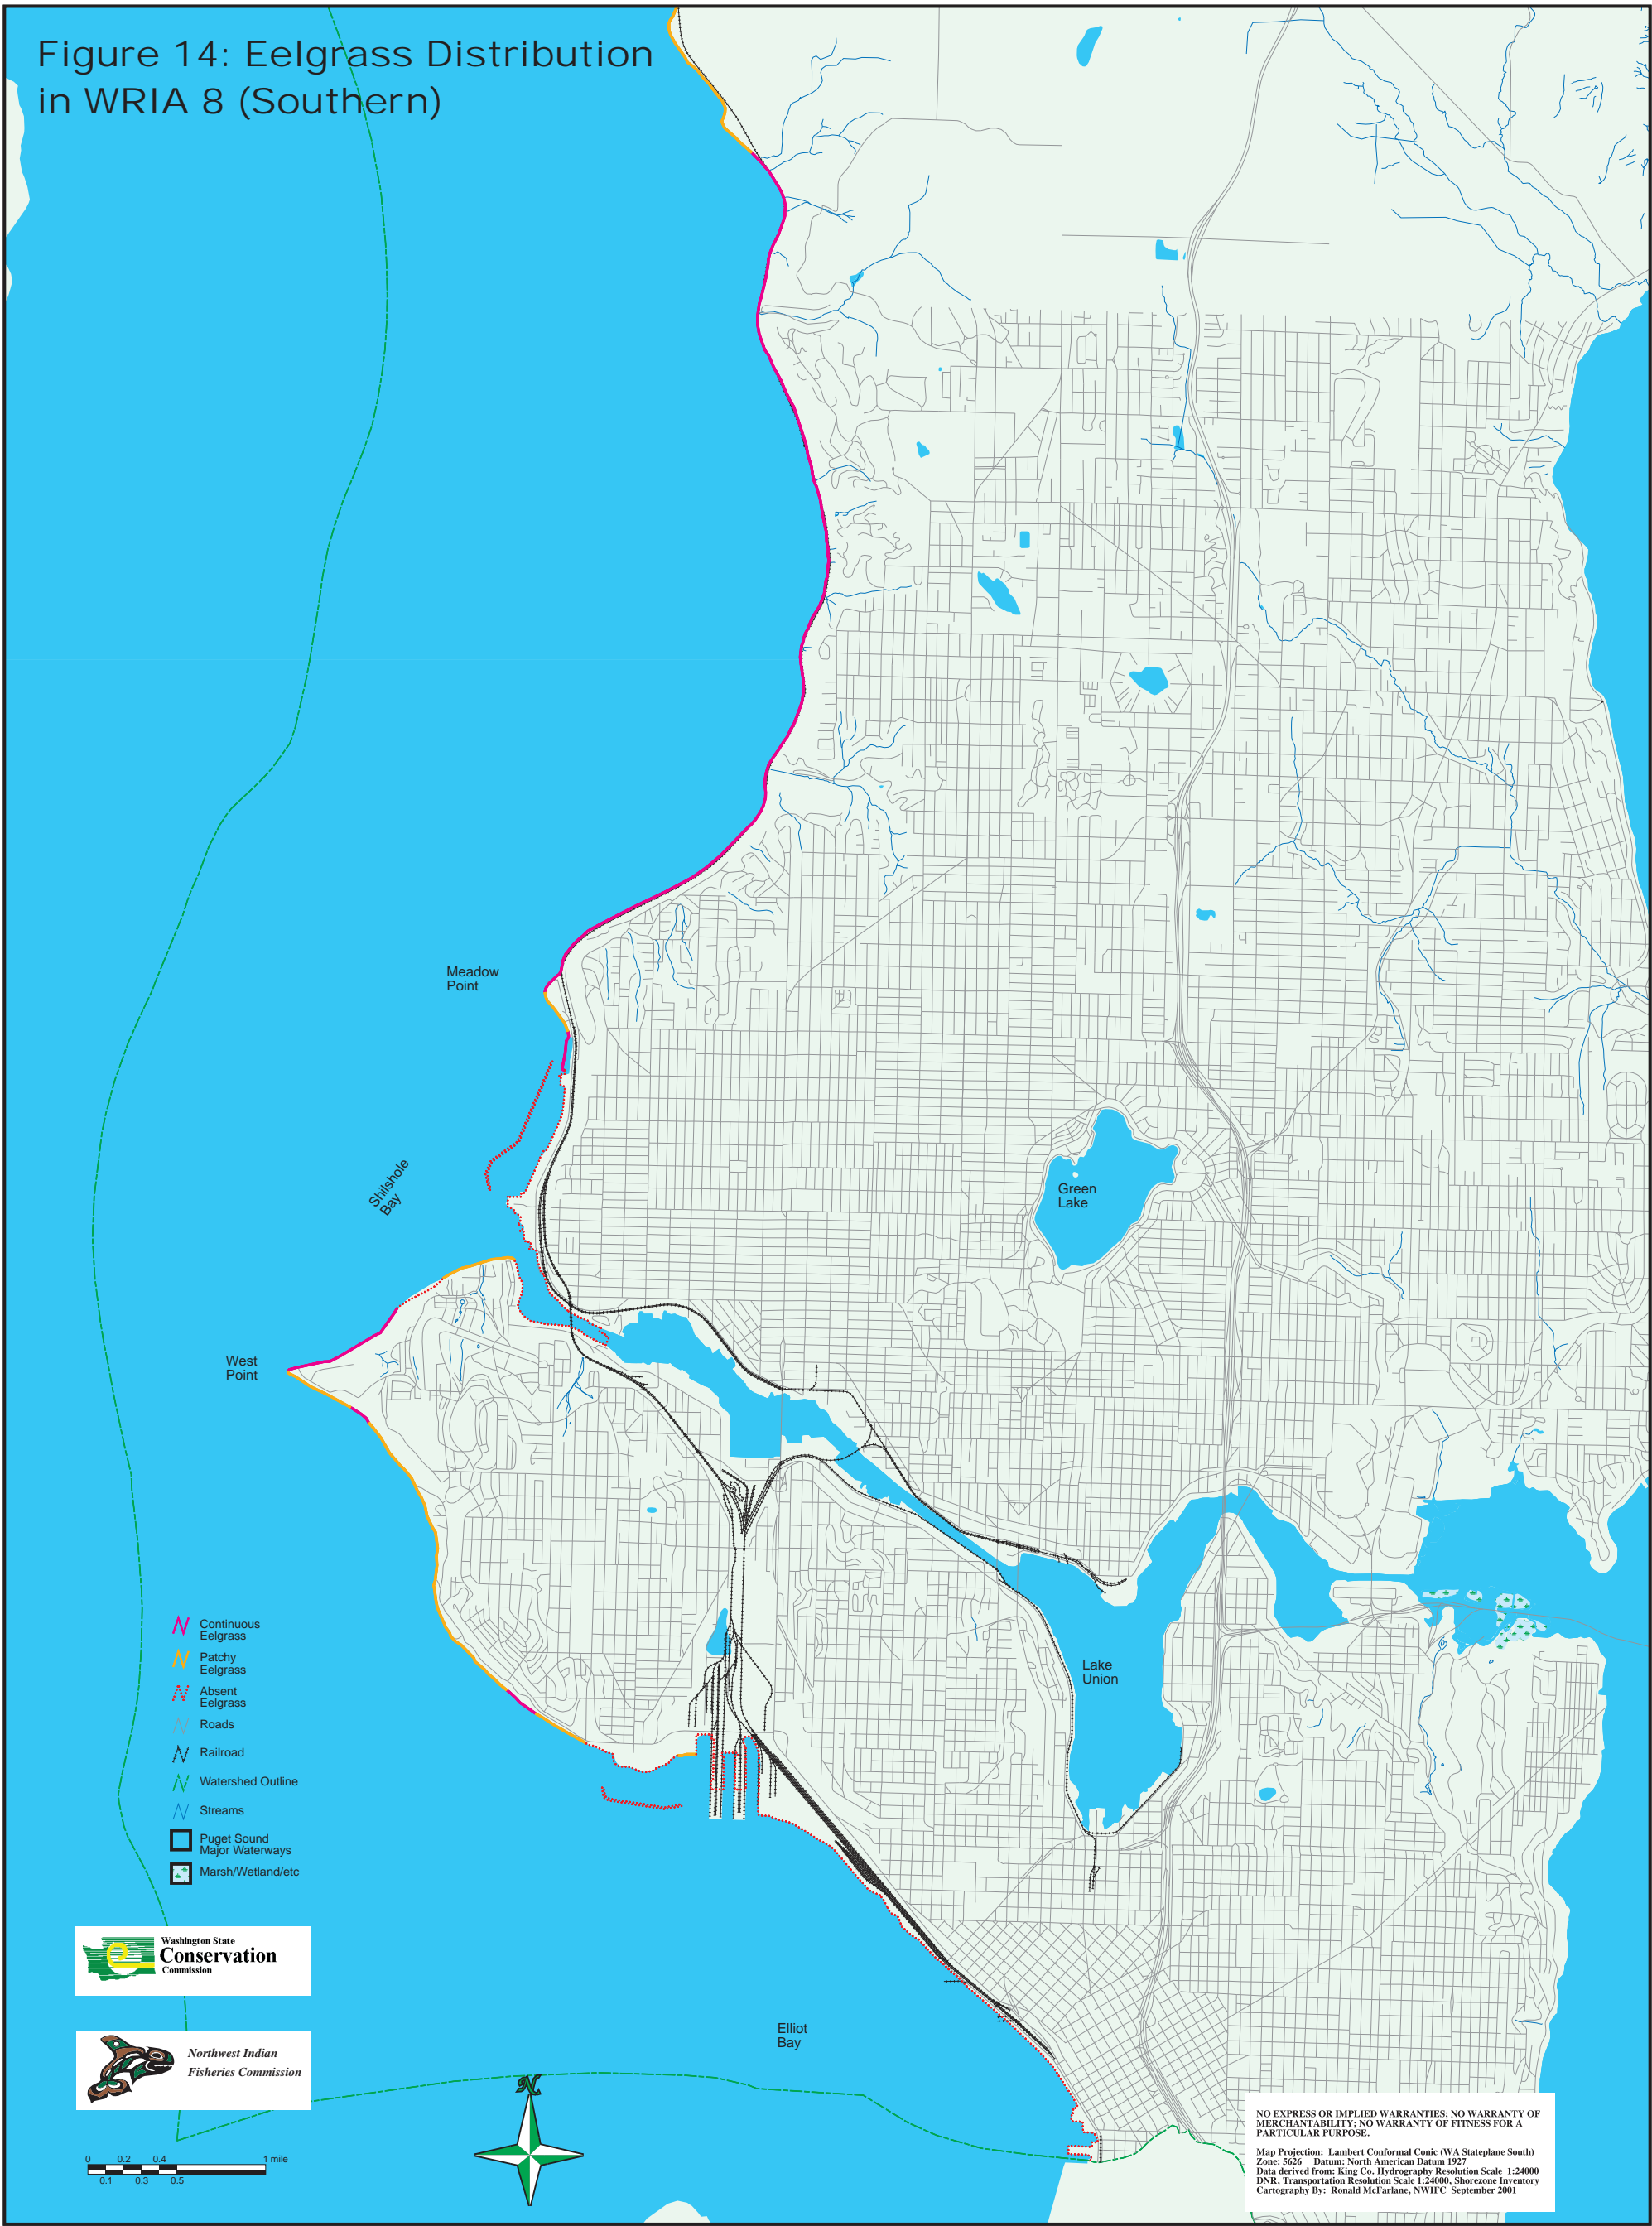 Figure 14: Eelgrass Distribution
in WRIA 8 (Southern)
Meadow
Point
Shilshole
Bay
Green
Lake
West
Point
Lake
Union
Continuous
Eelgrass
Patchy
Eelgrass
Absent
Eelgrass
Roads
Railroad
Watershed Outline
Streams
Puget Sound
Major Waterways
Marsh/Wetland/etc
Washington State
Conservation
Commission
Elliot
Bay
Northwest Indian
Fisheries Commission
N
0 0.2 0.4 1 mile
0.1 0.3 0.5
NO EXPRESS OR IMPLIED WARRANTIES; NO WARRANTY OF
MERCHANTABILITY; NO WARRANTY OF FITNESS FOR A
PARTICULAR PURPOSE.
Map Projection: Lambert Conformal Conic (WA Stateplane South)
Zone: 5626 Datum: North American Datum 1927
Data derived from: King Co. Hydrography Resolution Scale 1:24000
DNR, Transportation Resolution Scale 1:24000, Shorezone Inventory
Cartography By: Ronald McFarlane, NWIFC September 2001